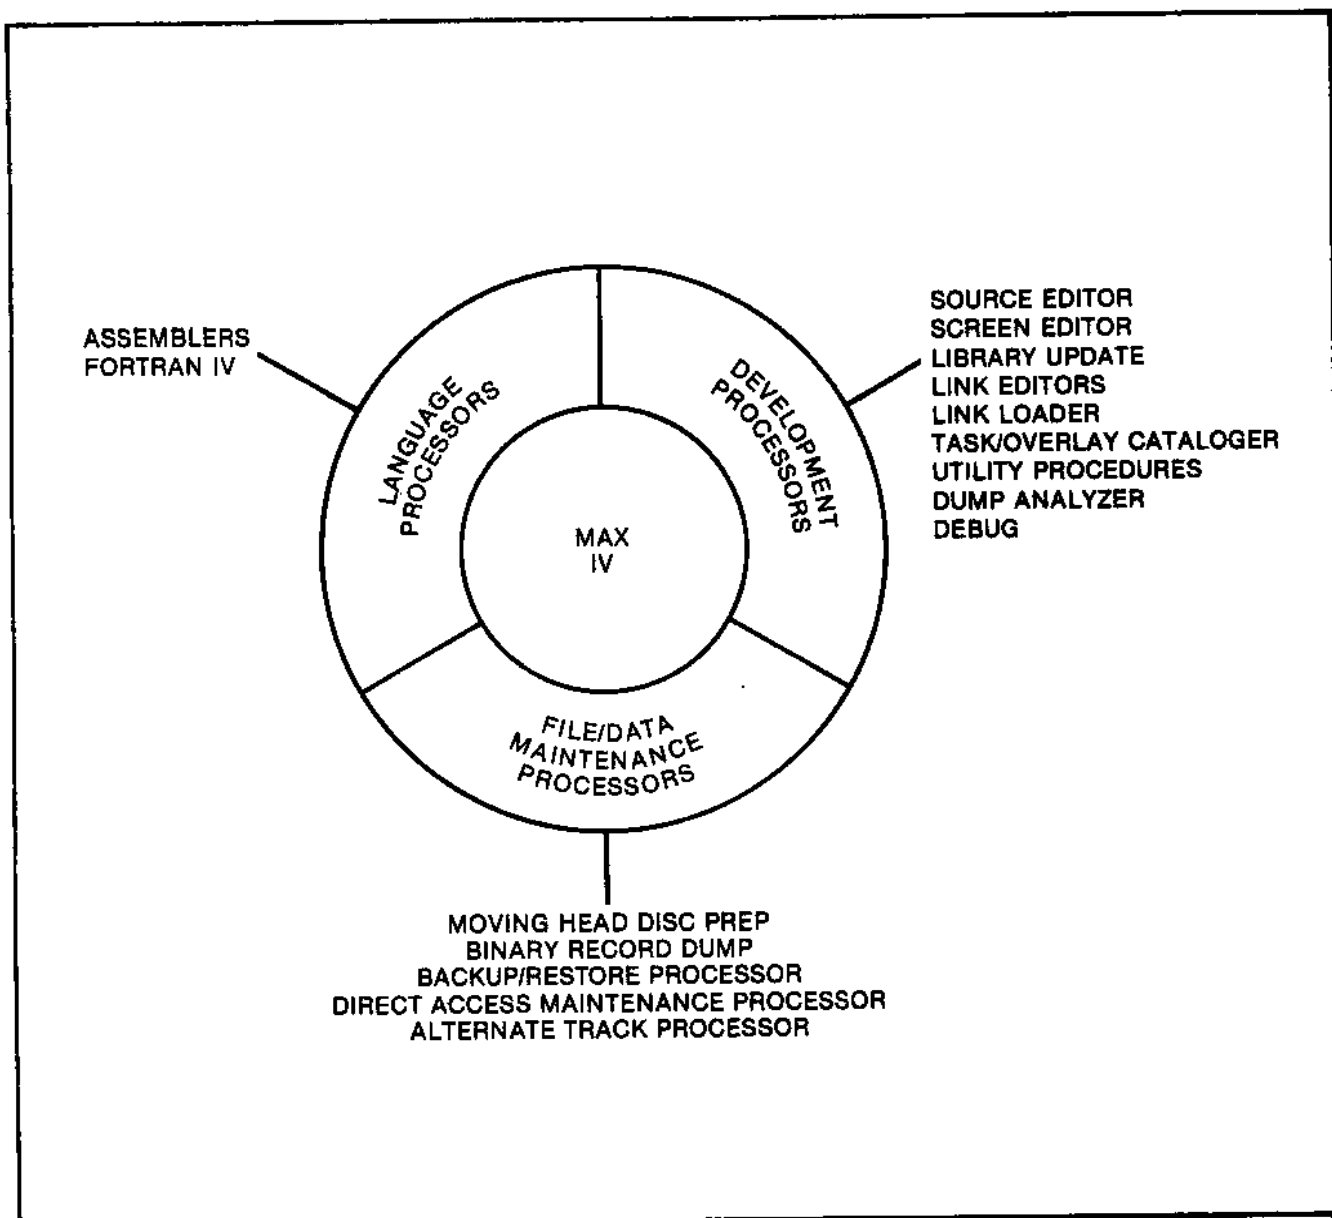 ASSEMBLERS
FORTRAN IV
LANGUAGE
PROCESSORS
DEVELOPMENT
PROCESSORS
SOURCE EDITOR
SCREEN EDITOR
LIBRARY UPDATE
LINK EDITORS
LINK LOADER
TASK/OVERLAY CATALOGER
UTILITY PROCEDURES
DUMP ANALYZER
DEBUG
MAX
IV
FILE/DATA
MAINTENANCE
PROCESSORS
MOVING HEAD DISC PREP
BINARY RECORD DUMP
BACKUP/RESTORE PROCESSOR
DIRECT ACCESS MAINTENANCE PROCESSOR
ALTERNATE TRACK PROCESSOR